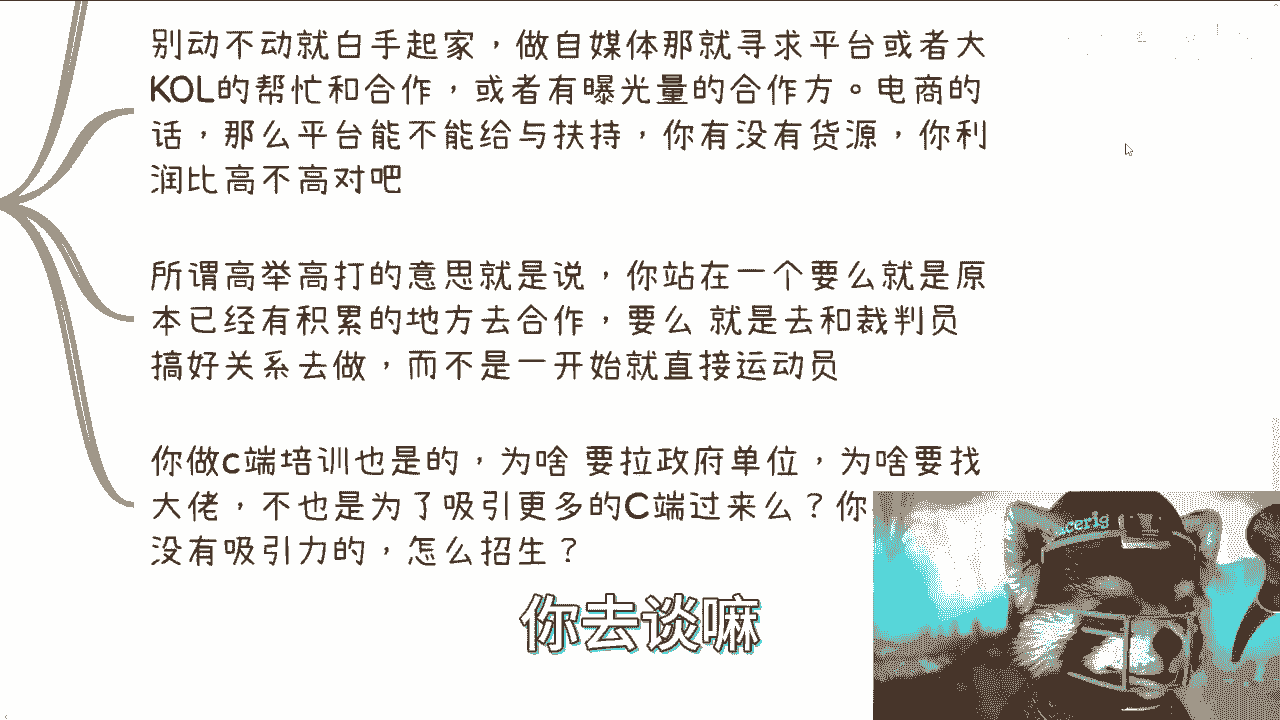 别动不动就白手起家，做自媒体那就寻求平台或者大
KOL的帮忙和合作，或者有曝光量的合作方。电商的
话，那么平台能不能给与扶持，你有没有货源，你利
润比高不高对吧
所谓高举高打的意思就是说，你站在一个要么就是原
本已经有积累的地方去合作，要么 就是去和裁判员
搞好关系去做，而不是一开始就直接运动员
你做c端培训也是的，为啥 要拉政府单位，为啥要找
大佬，不也是为了吸引更多的C端过来么？你
没有吸引力的，怎么招生？
你去谈嘛